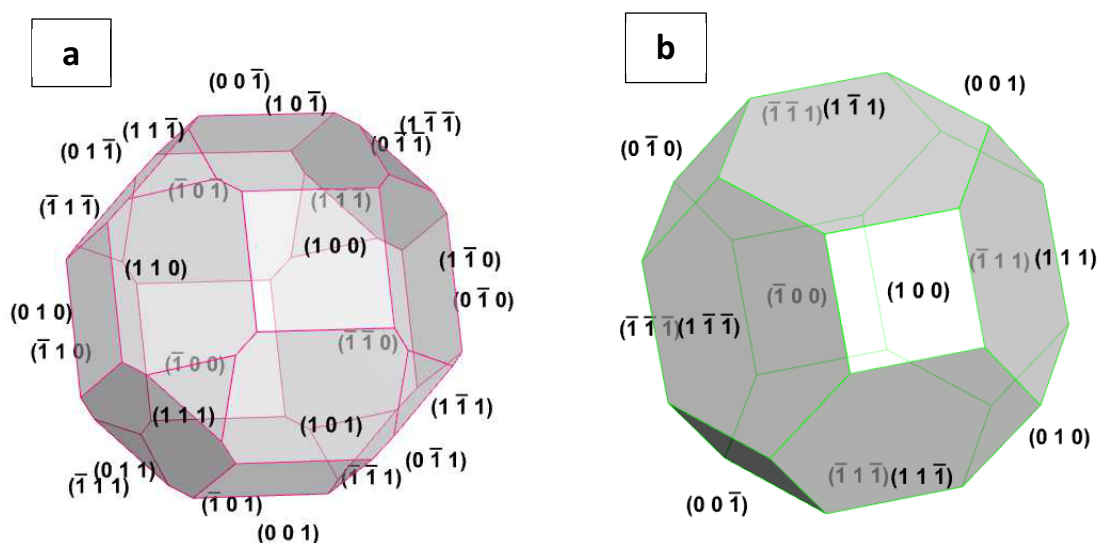 a
(0 0 1̅)
(1 0 1̅)
(1 1 1̅)
(1 1̅ 1̅)
(0 1 1̅)
(0 1̅ 1̅)
(1̅ 0 1)
(1 1 1̅)
(1̅ 1 1̅)
(1 0 0)
(1 1 0)
(1 1̅ 0)
(0 1 0)
(0 1̅ 0)
(1̅ 1 0)
(1̅ 0 0)
(1̅ 1̅ 0)
(1 1 1)
(1 0 1)
(1 1̅ 1)
(0 1 1)
(0 1̅ 1)
(1̅ 1 1)
(1̅ 1̅ 1)
(1̅ 0 1)
(0 0 1)
b
(0 0 1)
(1̅ 1̅ 1) (1 1̅ 1)
(0 1̅ 0)
(1̅ 1 1) (1 1 1)
(1̅ 0 0)
(1 0 0)
(1̅ 1̅ 1̅) (1 1̅ 1̅)
(0 1 0)
(1̅ 1 1̅) (1 1 1̅)
(0 0 1̅)